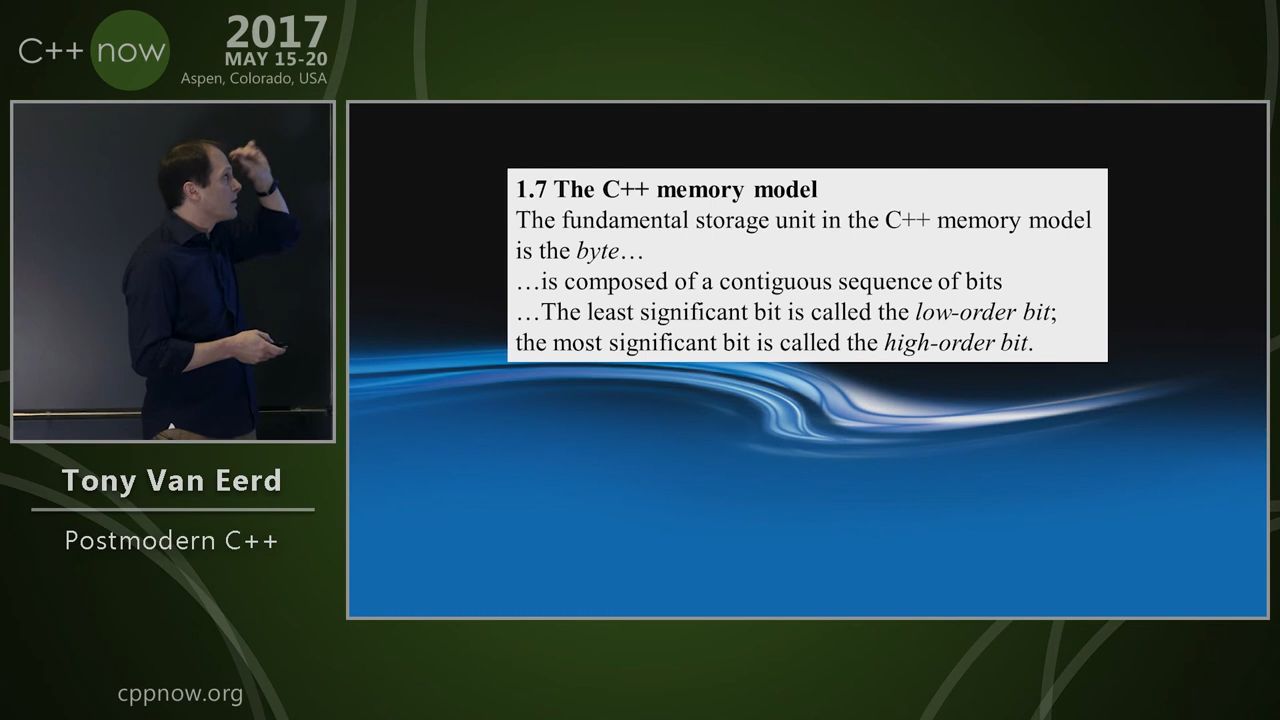 C++ now
2017
MAY 15-20
Aspen, Colorado, USA
1.7 The C++ memory model
The fundamental storage unit in the C++ memory model
is the byte…
…is composed of a contiguous sequence of bits
…The least significant bit is called the low-order bit;
the most significant bit is called the high-order bit.
Tony Van Eerd
Postmodern C++
cppnow.org